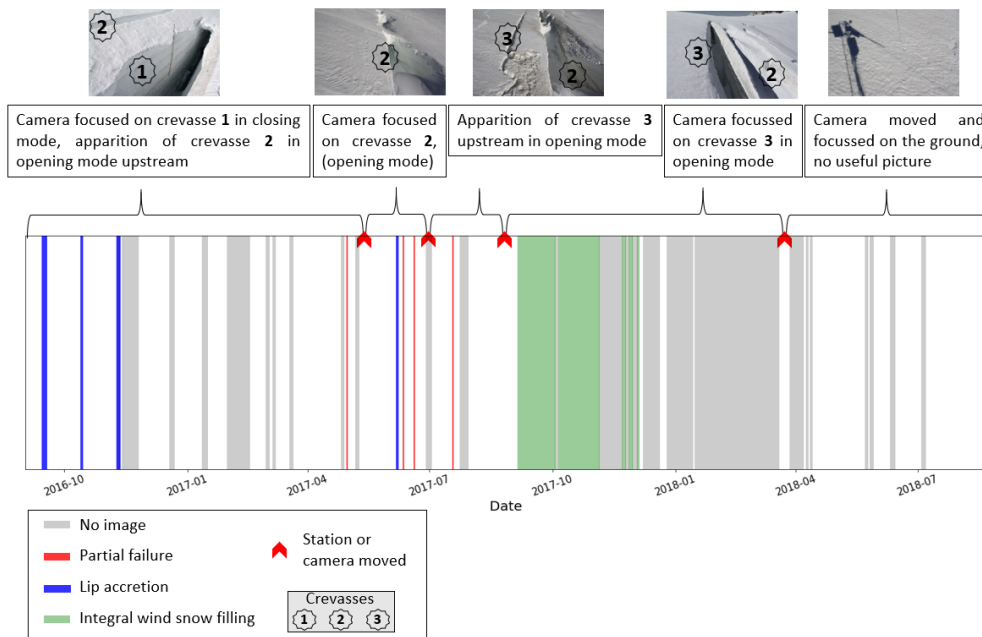 2
1
2
3
2
3
2
Camera focused on crevasse 1 in closing
mode, apparition of crevasse 2 in
opening mode upstream
Camera focused
on crevasse 2,
(opening mode)
Apparition of crevasse 3
upstream in opening mode
Camera focussed
on crevasse 3 in
opening mode
Camera moved and
focussed on the ground,
no useful picture
2016-10
2017-01
2017-04
2017-07
2017-10
2018-01
2018-04
2018-07
Date
No image
Partial failure
Lip accretion
Integral wind snow filling
Station or
camera moved
Crevasses
1 2 3